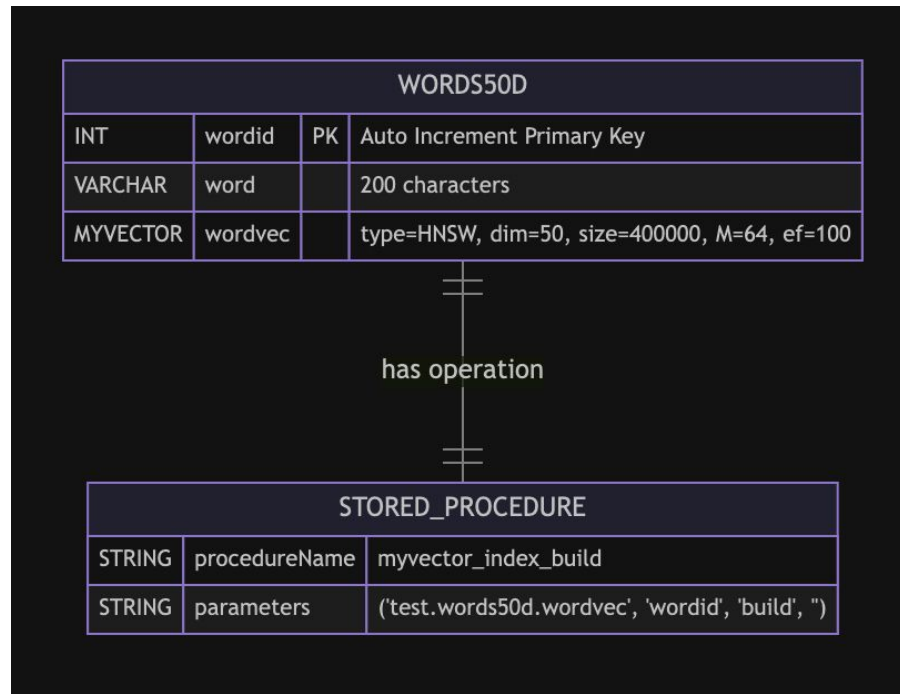 WORDS50D
INT wordid PK Auto Increment Primary Key
VARCHAR word 200 characters
MYVECTOR wordvec type=HNSW, dim=50, size=400000, M=64, ef=100
has operation
STORED_PROCEDURE
STRING procedureName myvector_index_build
STRING parameters ('test.words50d.wordvec', 'wordid', 'build', '')